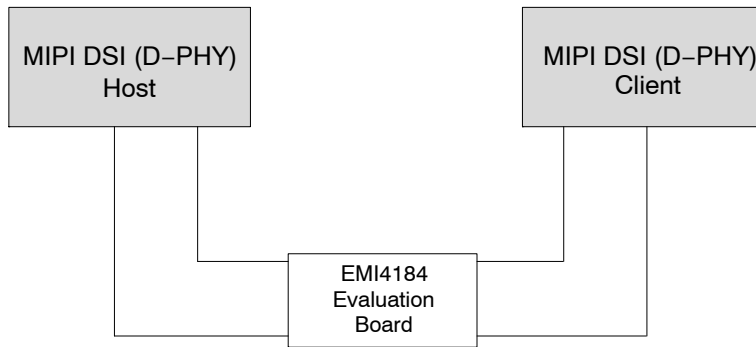 MIPI DSI (D−PHY)
Host
MIPI DSI (D−PHY)
Client
EMI4184
Evaluation
Board